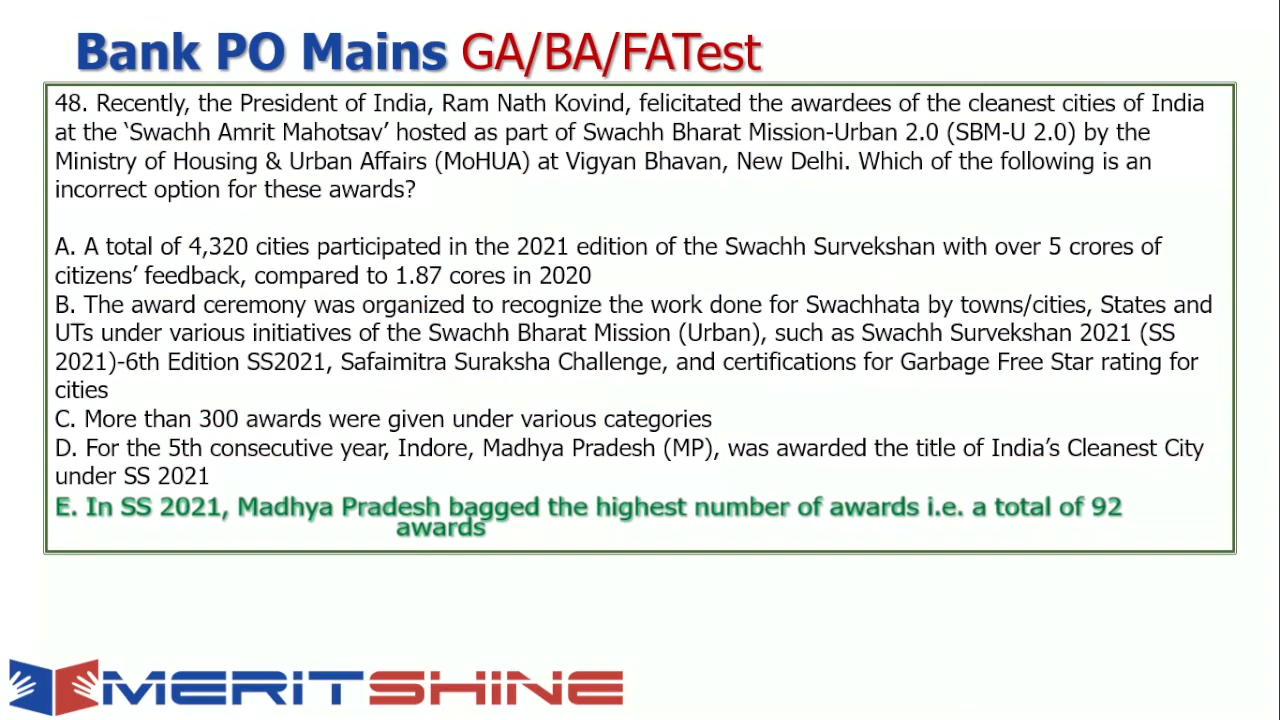 Bank PO Mains GA/BA/FATest
48. Recently, the President of India, Ram Nath Kovind, felicitated the awardees of the cleanest cities of India
at the ‘Swachh Amrit Mahotsav’ hosted as part of Swachh Bharat Mission-Urban 2.0 (SBM-U 2.0) by the
Ministry of Housing & Urban Affairs (MoHUA) at Vigyan Bhavan, New Delhi. Which of the following is an
incorrect option for these awards?
A. A total of 4,320 cities participated in the 2021 edition of the Swachh Survekshan with over 5 crores of
citizens’ feedback, compared to 1.87 cores in 2020
B. The award ceremony was organized to recognize the work done for Swachhata by towns/cities, States and
UTs under various initiatives of the Swachh Bharat Mission (Urban), such as Swachh Survekshan 2021 (SS
2021)-6th Edition SS2021, Safaimitra Suraksha Challenge, and certifications for Garbage Free Star rating for
cities
C. More than 300 awards were given under various categories
D. For the 5th consecutive year, Indore, Madhya Pradesh (MP), was awarded the title of India’s Cleanest City
under SS 2021
E. In SS 2021, Madhya Pradesh bagged the highest number of awards i.e. a total of 92
awards
MERITSHINE